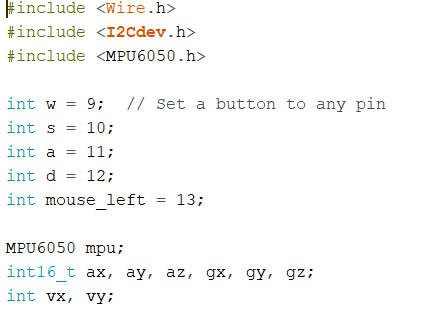 #include <Wire.h>
#include <I2Cdev.h>
#include <MPU6050.h>
int w = 9;  // Set a button to any pin
int s = 10;
int a = 11;
int d = 12;
int mouse_left = 13;
MPU6050 mpu;
int16_t ax, ay, az, gx, gy, gz;
int vx, vy;